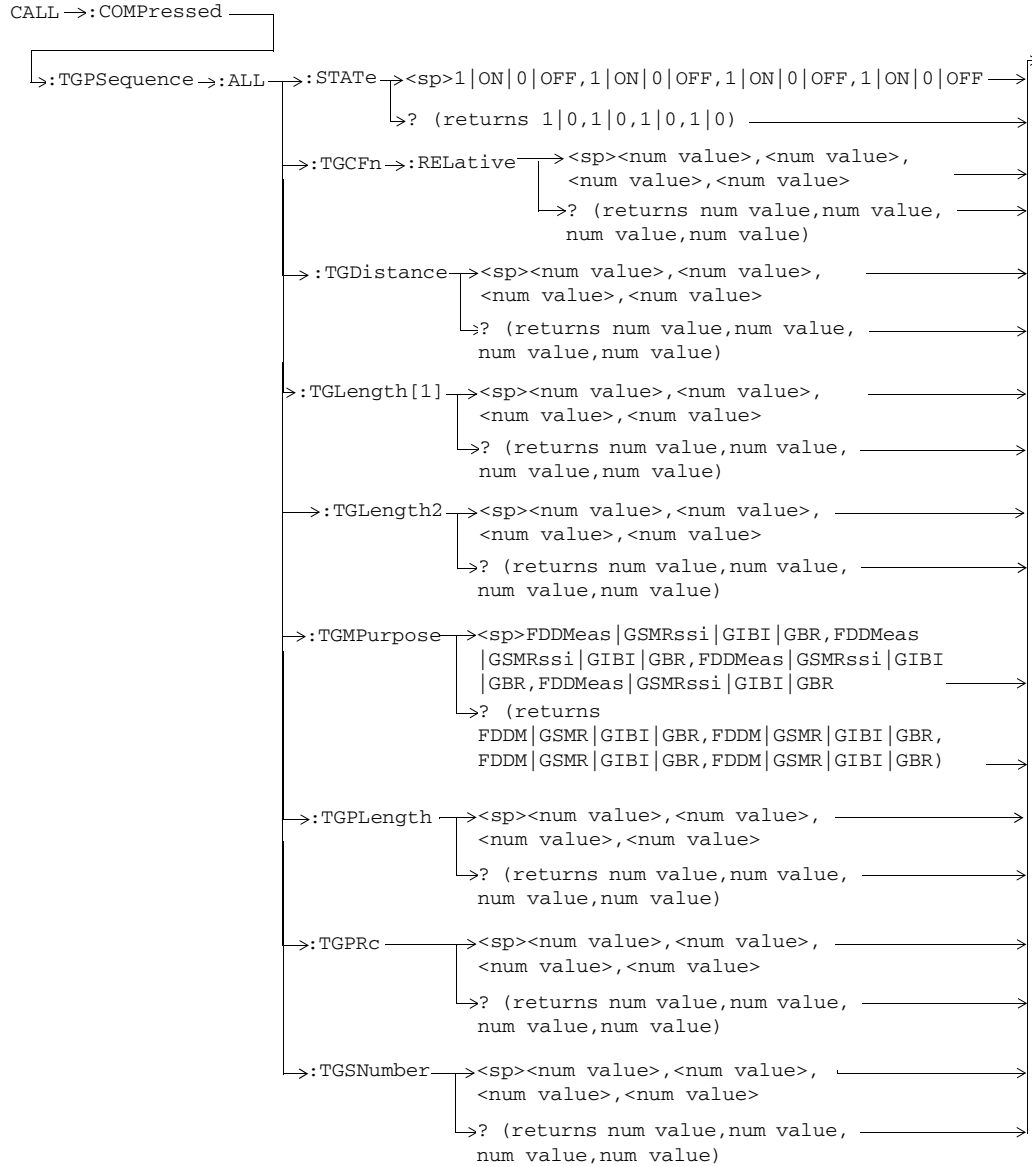 CALL :COMPressed
:TGPSequence :ALL :STATe <sp>1|ON|0|OFF,1|ON|0|OFF,1|ON|0|OFF,1|ON|0|OFF
? (returns 1|0,1|0,1|0,1|0)
:TGCFn :RELative <sp><num value>,<num value>,
<num value>,<num value>
? (returns num value,num value,
num value,num value)
:TGDistance <sp><num value>,<num value>,
<num value>,<num value>
? (returns num value,num value,
num value,num value)
:TGLength[1] <sp><num value>,<num value>,
<num value>,<num value>
? (returns num value,num value,
num value,num value)
:TGLength2 <sp><num value>,<num value>,
<num value>,<num value>
? (returns num value,num value,
num value,num value)
:TGMPurpose <sp>FDDMeas|GSMRssi|GIBI|GBR,FDDMeas
|GSMRssi|GIBI|GBR,FDDMeas|GSMRssi|GIBI
|GBR,FDDMeas|GSMRssi|GIBI|GBR
? (returns
FDDM|GSMR|GIBI|GBR,FDDM|GSMR|GIBI|GBR,
FDDM|GSMR|GIBI|GBR,FDDM|GSMR|GIBI|GBR)
:TGPLength <sp><num value>,<num value>,
<num value>,<num value>
? (returns num value,num value,
num value,num value)
:TGPRc <sp><num value>,<num value>,
<num value>,<num value>
? (returns num value,num value,
num value,num value)
:TGSNumber <sp><num value>,<num value>,
<num value>,<num value>
? (returns num value,num value,
num value,num value)